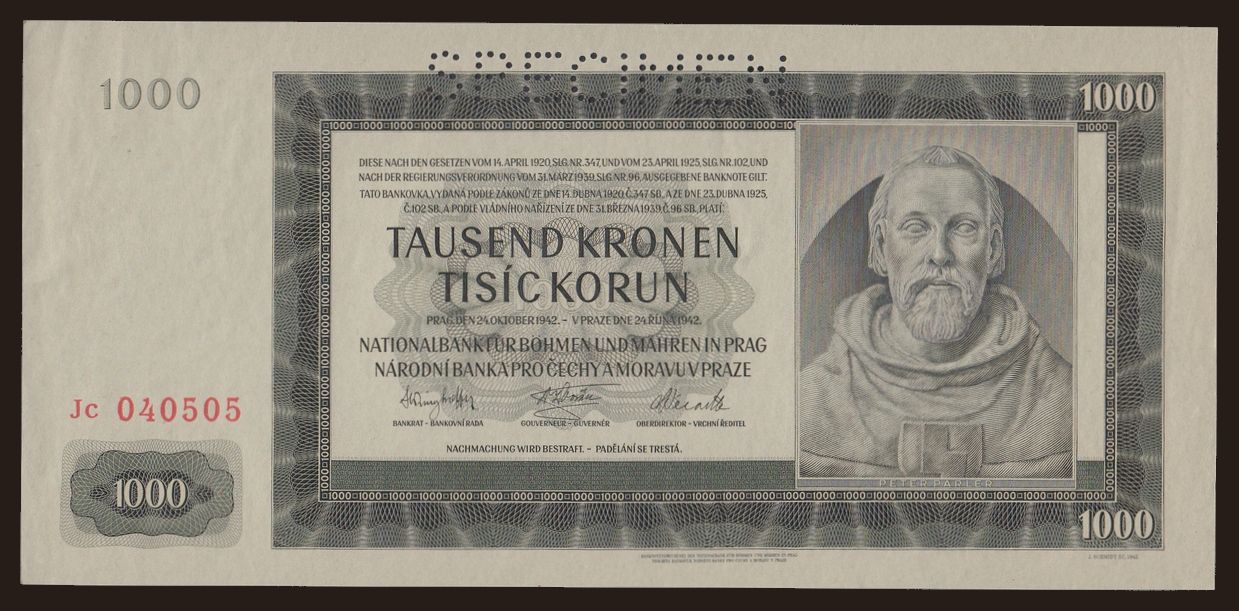 SPECIMEN
1000
1000
DIESE NACH DEN GESETZEN VOM 14. APRIL 1920, SLG. NR. 347, UND VOM 23. APRIL 1925, SLG. NR. 102, UND
NACH DER REGIERUNGSVERORDNUNG VOM 31. MÄRZ 1939, SLG. NR. 96, AUSGEGEBENE BANKNOTE GILT.
TATO BANKOVKA, VYDANÁ PODLE ZÁKONŮ ZE DNE 14. DUBNA 1920 Č. 347 SB., A ZE DNE 23. DUBNA 1925,
Č. 102 SB., A PODLE VLÁDNÍHO NAŘÍZENÍ ZE DNE 31. BŘEZNA 1939 Č. 96 SB., PLATÍ.
TAUSEND KRONEN
TISÍC KORUN
PRAG, DEN 24. OKTOBER 1942. – V PRAZE DNE 24. ŘÍJNA 1942.
NATIONALBANK FÜR BÖHMEN UND MÄHREN IN PRAG
NÁRODNÍ BANKA PRO ČECHY A MORAVU V PRAZE
BANKRAT – BANKOVNÍ RADA
GOUVERNEUR – GUVERNÉR
OBERDIREKTOR – VRCHNÍ ŘEDITEL
NACHMACHUNG WIRD BESTRAFT. – PADĚLÁNÍ SE TRESTÁ.
Jc 040505
1000
PETER PARLER
1000
J. SCHMIDT SC. 1942.